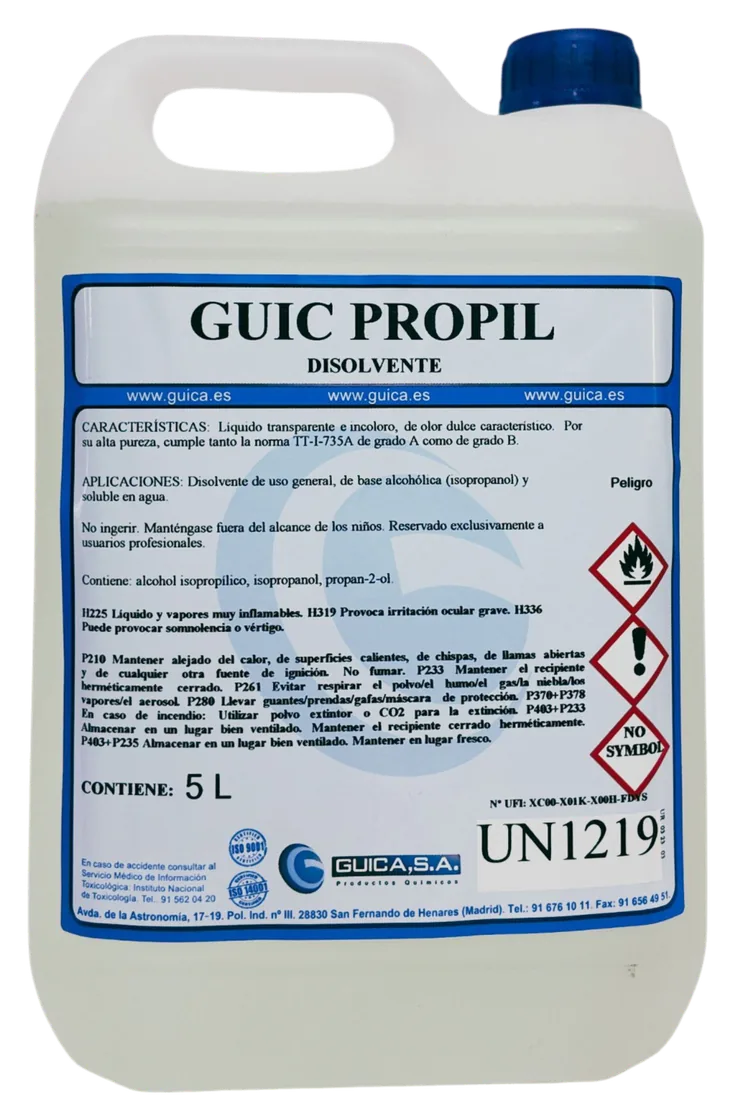 GUIC PROPIL
DISOLVENTE
www.guica.es www.guica.es www.guica.es
CARACTERÍSTICAS: Líquido transparente e incoloro, de olor dulce característico. Por
su alta pureza, cumple tanto la norma TT-I-735A de grado A como de grado B.
APLICACIONES: Disolvente de uso general, de base alcohólica (isopropanol) y
soluble en agua.
Peligro
No ingerir. Manténgase fuera del alcance de los niños. Reservado exclusivamente a
usuarios profesionales.
Contiene: alcohol isopropílico, isopropanol, propan-2-ol.
H225 Líquido y vapores muy inflamables. H319 Provoca irritación ocular grave. H336
Puede provocar somnolencia o vértigo.
P210 Mantener alejado del calor, de superficies calientes, de chispas, de llamas abiertas
y de cualquier otra fuente de ignición. No fumar. P233 Mantener el recipiente
herméticamente cerrado. P261 Evitar respirar el polvo/el humo/el gas/la niebla/los
vapores/el aerosol. P280 Llevar guantes/prendas/gafas/máscara de protección. P370+P378
En caso de incendio: Utilizar polvo extintor o CO2 para la extinción. P403+P233
Almacenar en un lugar bien ventilado. Mantener el recipiente cerrado herméticamente.
P403+P235 Almacenar en un lugar bien ventilado. Mantener en lugar fresco.
NO
SYMBOL
CONTIENE: 5 L
Nº UFI: XC00-X01K-X00H-FDYS
UN1219
En caso de accidente consultar al
Servicio Médico de Información
Toxicológica. Instituto Nacional
de Toxicología. Tel.: 91 562 04 20
ISO 9001
ISO 14001
GUICA, S.A.
Productos Químicos
Avda. de la Astronomía, 17-19. Pol. Ind. nº III. 28830 San Fernando de Henares (Madrid). Tel.: 91 676 10 11. Fax: 91 656 49 51.